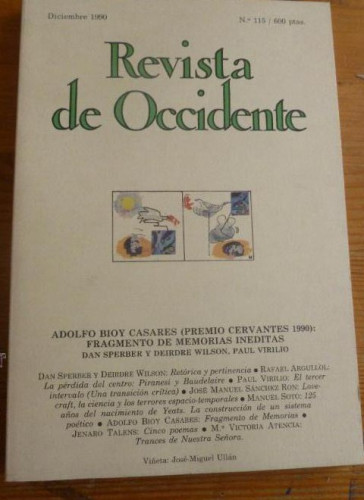 Diciembre 1990 N.º 115 / 600 ptas.
Revista
de Occidente
ADOLFO BIOY CASARES (PREMIO CERVANTES 1990):
FRAGMENTO DE MEMORIAS INEDITAS
DAN SPERBER Y DEIRDRE WILSON, PAUL VIRILIO
DAN SPERBER Y DEIRDRE WILSON: Retórica y pertinencia • RAFAEL ARGULLOL:
La pérdida del centro: Piranesi y Baudelaire • PAUL VIRILIO: El tercer
intervalo (Una transición crítica) • JOSÉ MANUEL SÁNCHEZ RON: Love-
craft, la ciencia y los terrores espacio-temporales • MANUEL SOTO: 125
años del nacimiento de Yeats. La construcción de un sistema
poético • ADOLFO BIOY CASARES: Fragmento de Memorias •
JENARO TALENS: Cinco poemas • M.ª VICTORIA ATENCIA:
Trances de Nuestra Señora.
Viñeta: José-Miguel Ullán